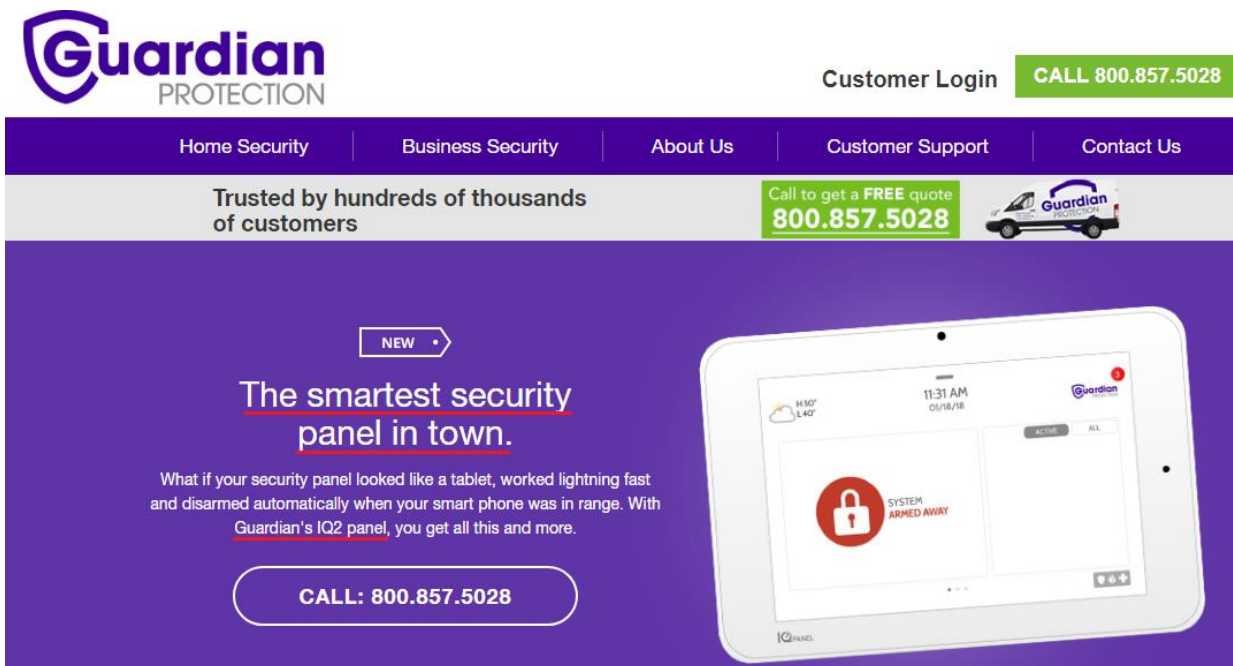 Guardian
PROTECTION
Customer Login
CALL 800.857.5028
Home Security
Business Security
About Us
Customer Support
Contact Us
Trusted by hundreds of thousands
of customers
Call to get a FREE quote
800.857.5028
Guardian
PROTECTION
NEW
The smartest security
panel in town.
What if your security panel looked like a tablet, worked lightning fast
and disarmed automatically when your smart phone was in range. With
Guardian's IQ2 panel, you get all this and more.
CALL: 800.857.5028
H 50°
L 40°
11:31 AM
01/18/18
3
Guardian
PROTECTION
ACTIVE
ALL
SYSTEM
ARMED AWAY
IQ PANEL